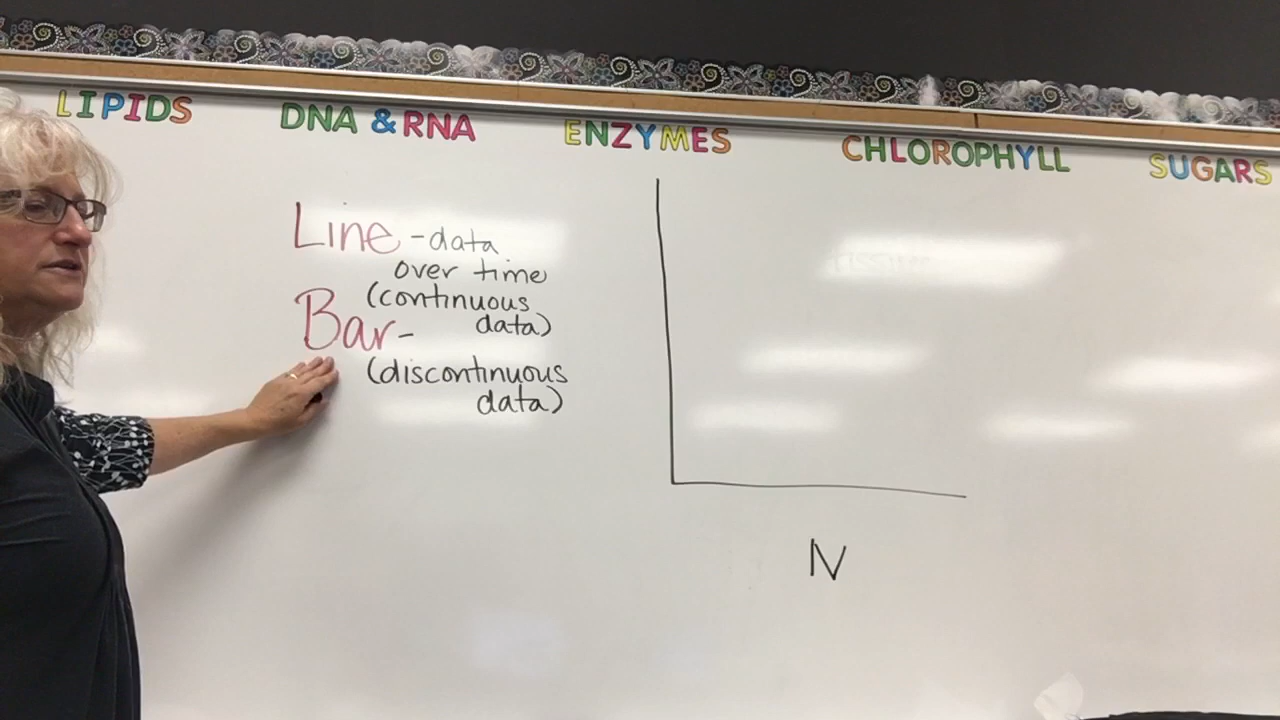 LIPIDS DNA & RNA ENZYMES CHLOROPHYLL SUGARS
Line - data
over time
(continuous
data)
Bar-
(discontinuous
data)
IV